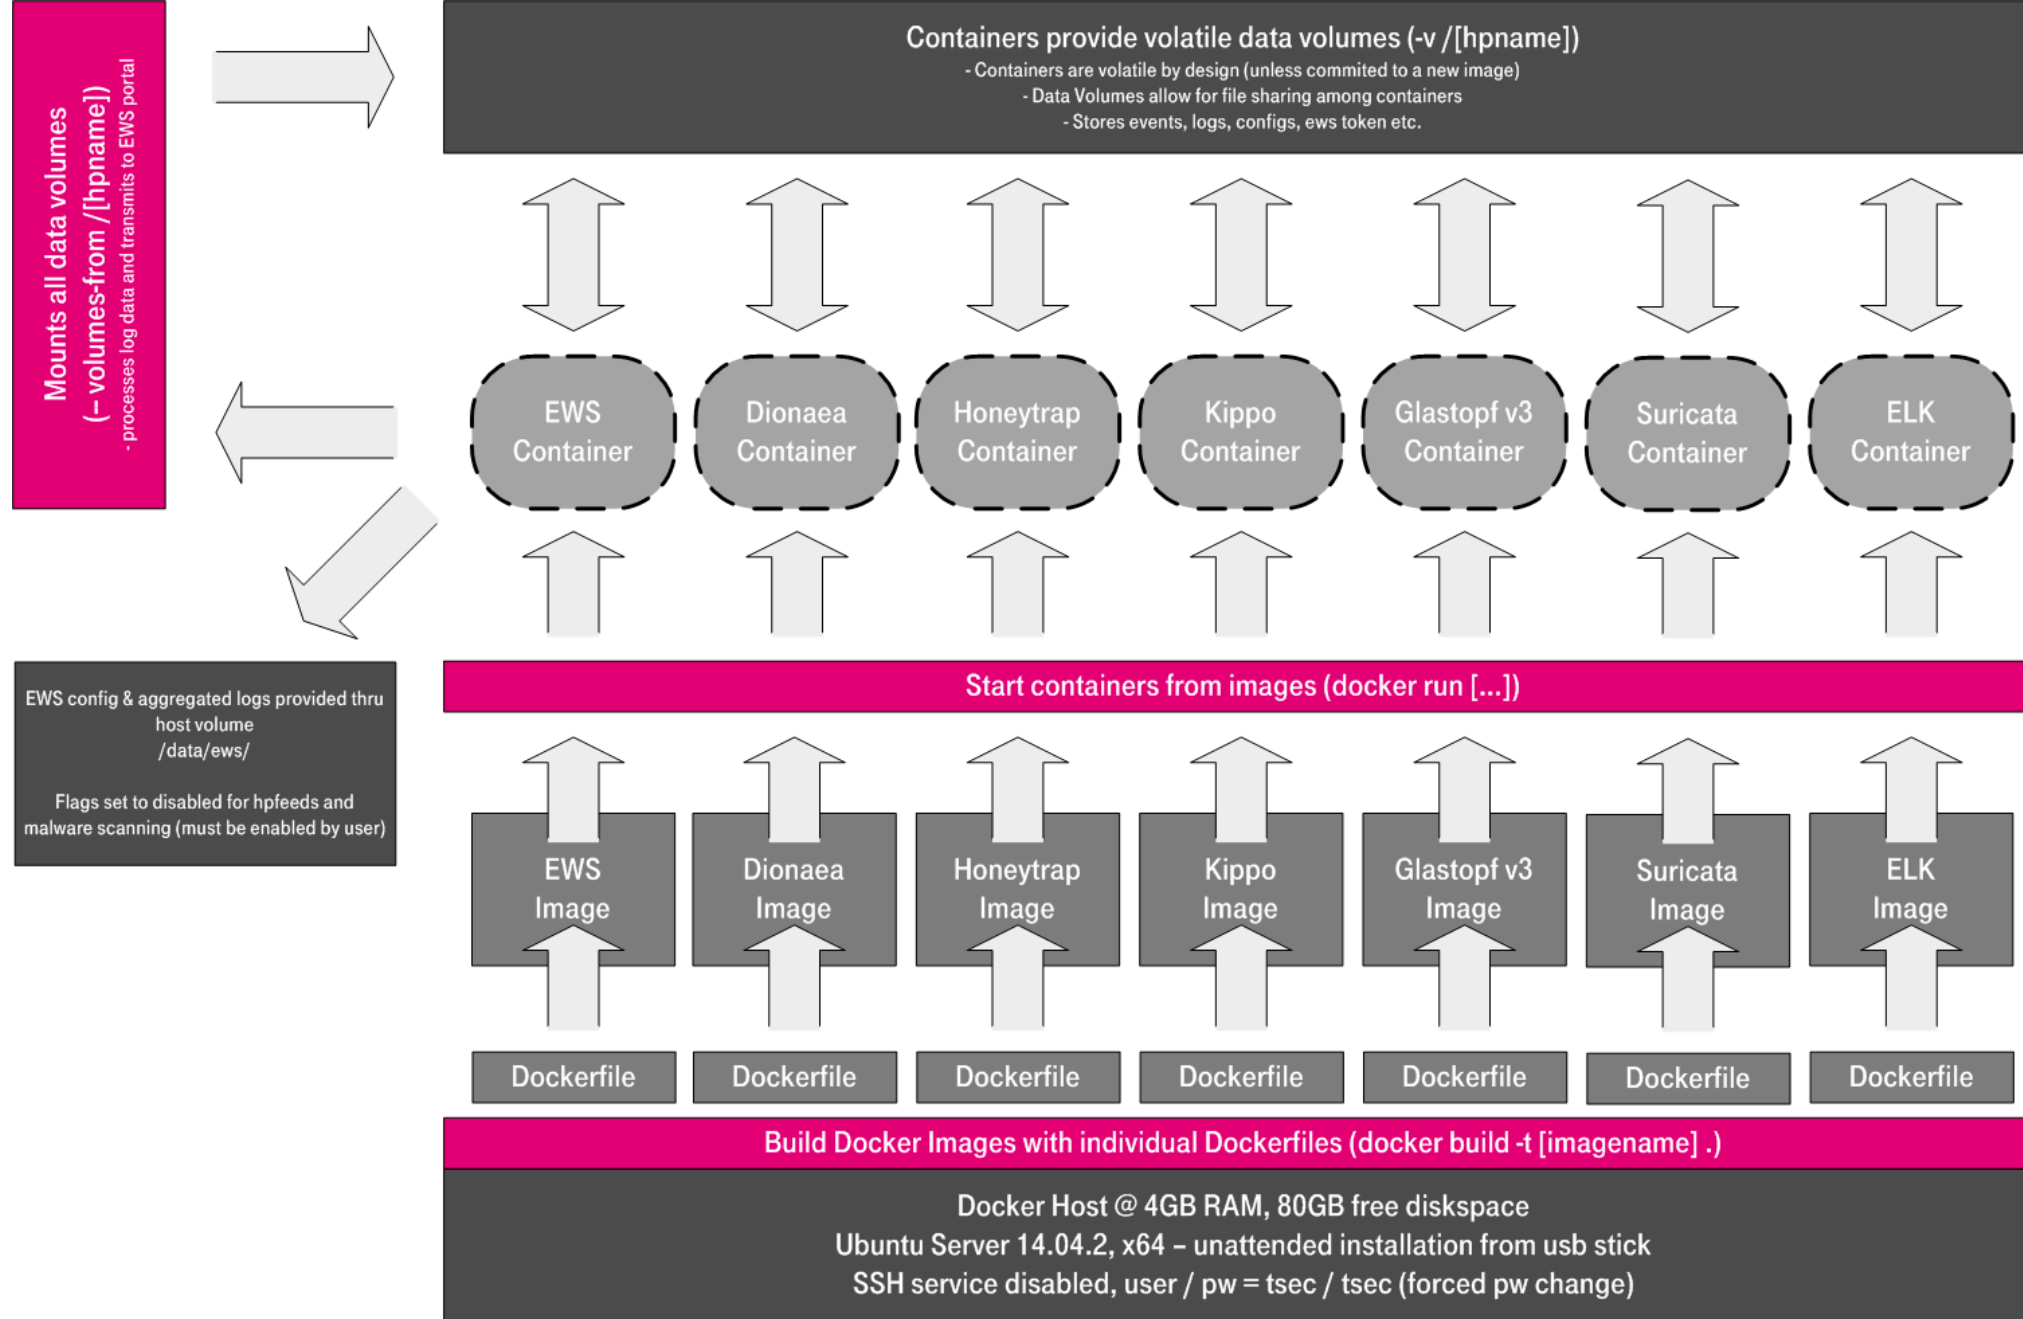 Containers provide volatile data volumes (-v /[hpname])
- Containers are volatile by design (unless commited to a new image)
- Data Volumes allow for file sharing among containers
- Stores events, logs, configs, ews token etc.
Mounts all data volumes
(– volumes-from /[hpname])
- processes log data and transmits to EWS portal
EWS
Container
Dionaea
Container
Honeytrap
Container
Kippo
Container
Glastopf v3
Container
Suricata
Container
ELK
Container
Start containers from images (docker run [...])
EWS config & aggregated logs provided thru
host volume
/data/ews/
Flags set to disabled for hpfeeds and
malware scanning (must be enabled by user)
EWS
Image
Dionaea
Image
Honeytrap
Image
Kippo
Image
Glastopf v3
Image
Suricata
Image
ELK
Image
Dockerfile
Dockerfile
Dockerfile
Dockerfile
Dockerfile
Dockerfile
Dockerfile
Build Docker Images with individual Dockerfiles (docker build -t [imagename] .)
Docker Host @ 4GB RAM, 80GB free diskspace
Ubuntu Server 14.04.2, x64 – unattended installation from usb stick
SSH service disabled, user / pw = tsec / tsec (forced pw change)